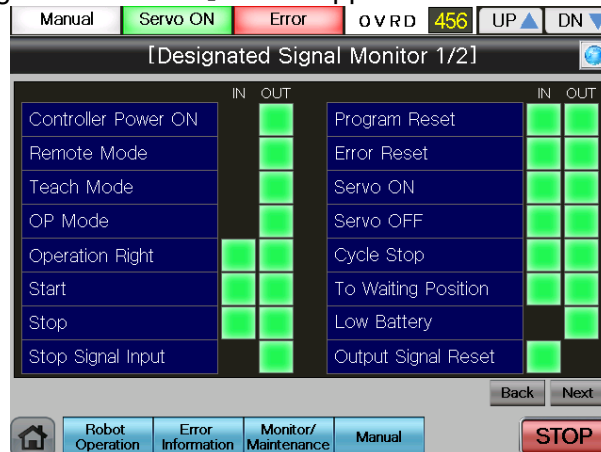 Manual Servo ON Error OVRD 456 UP DN
[Designated Signal Monitor 1/2]
IN OUT IN OUT
Controller Power ON Program Reset
Remote Mode Error Reset
Teach Mode Servo ON
OP Mode Servo OFF
Operation Right Cycle Stop
Start To Waiting Position
Stop Low Battery
Stop Signal Input Output Signal Reset
Back Next
Robot Operation Error Information Monitor/ Maintenance Manual STOP